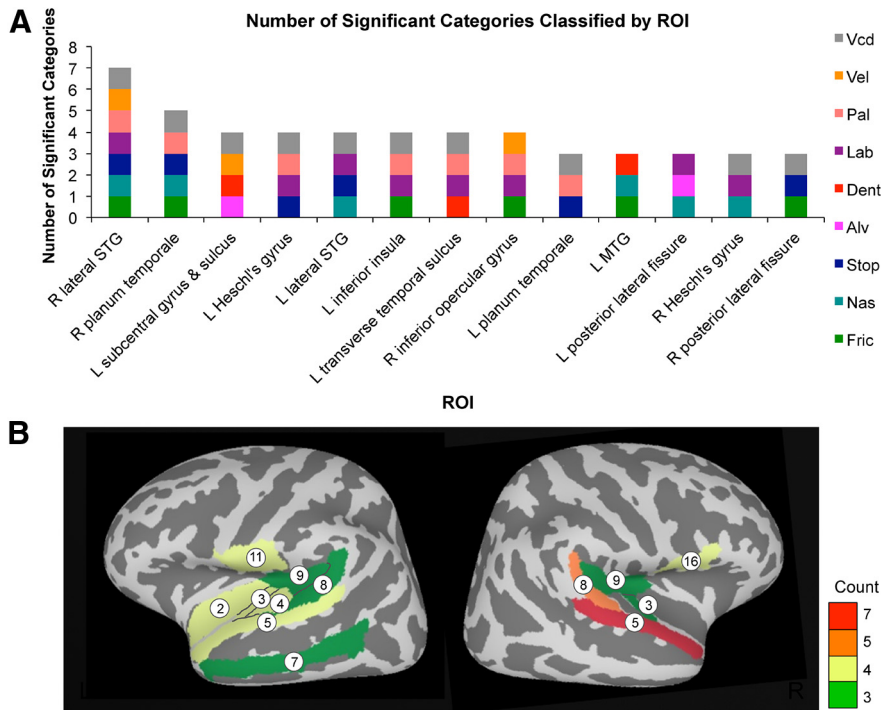 A
Number of Significant Categories Classified by ROI
Number of Significant Categories
8
7
6
5
4
3
2
1
0
R lateral STG
R planum temporale
L subcentral gyrus & sulcus
L Heschl's gyrus
L lateral STG
L inferior insula
L transverse temporal sulcus
R inferior opercular gyrus
L planum temporale
L MTG
L posterior lateral fissure
R Heschl's gyrus
R posterior lateral fissure
ROI
Vcd
Vel
Pal
Lab
Dent
Alv
Stop
Nas
Fric
B
11
9
8
3
4
2
5
7
L
16
9
8
3
5
R
Count
7
5
4
3